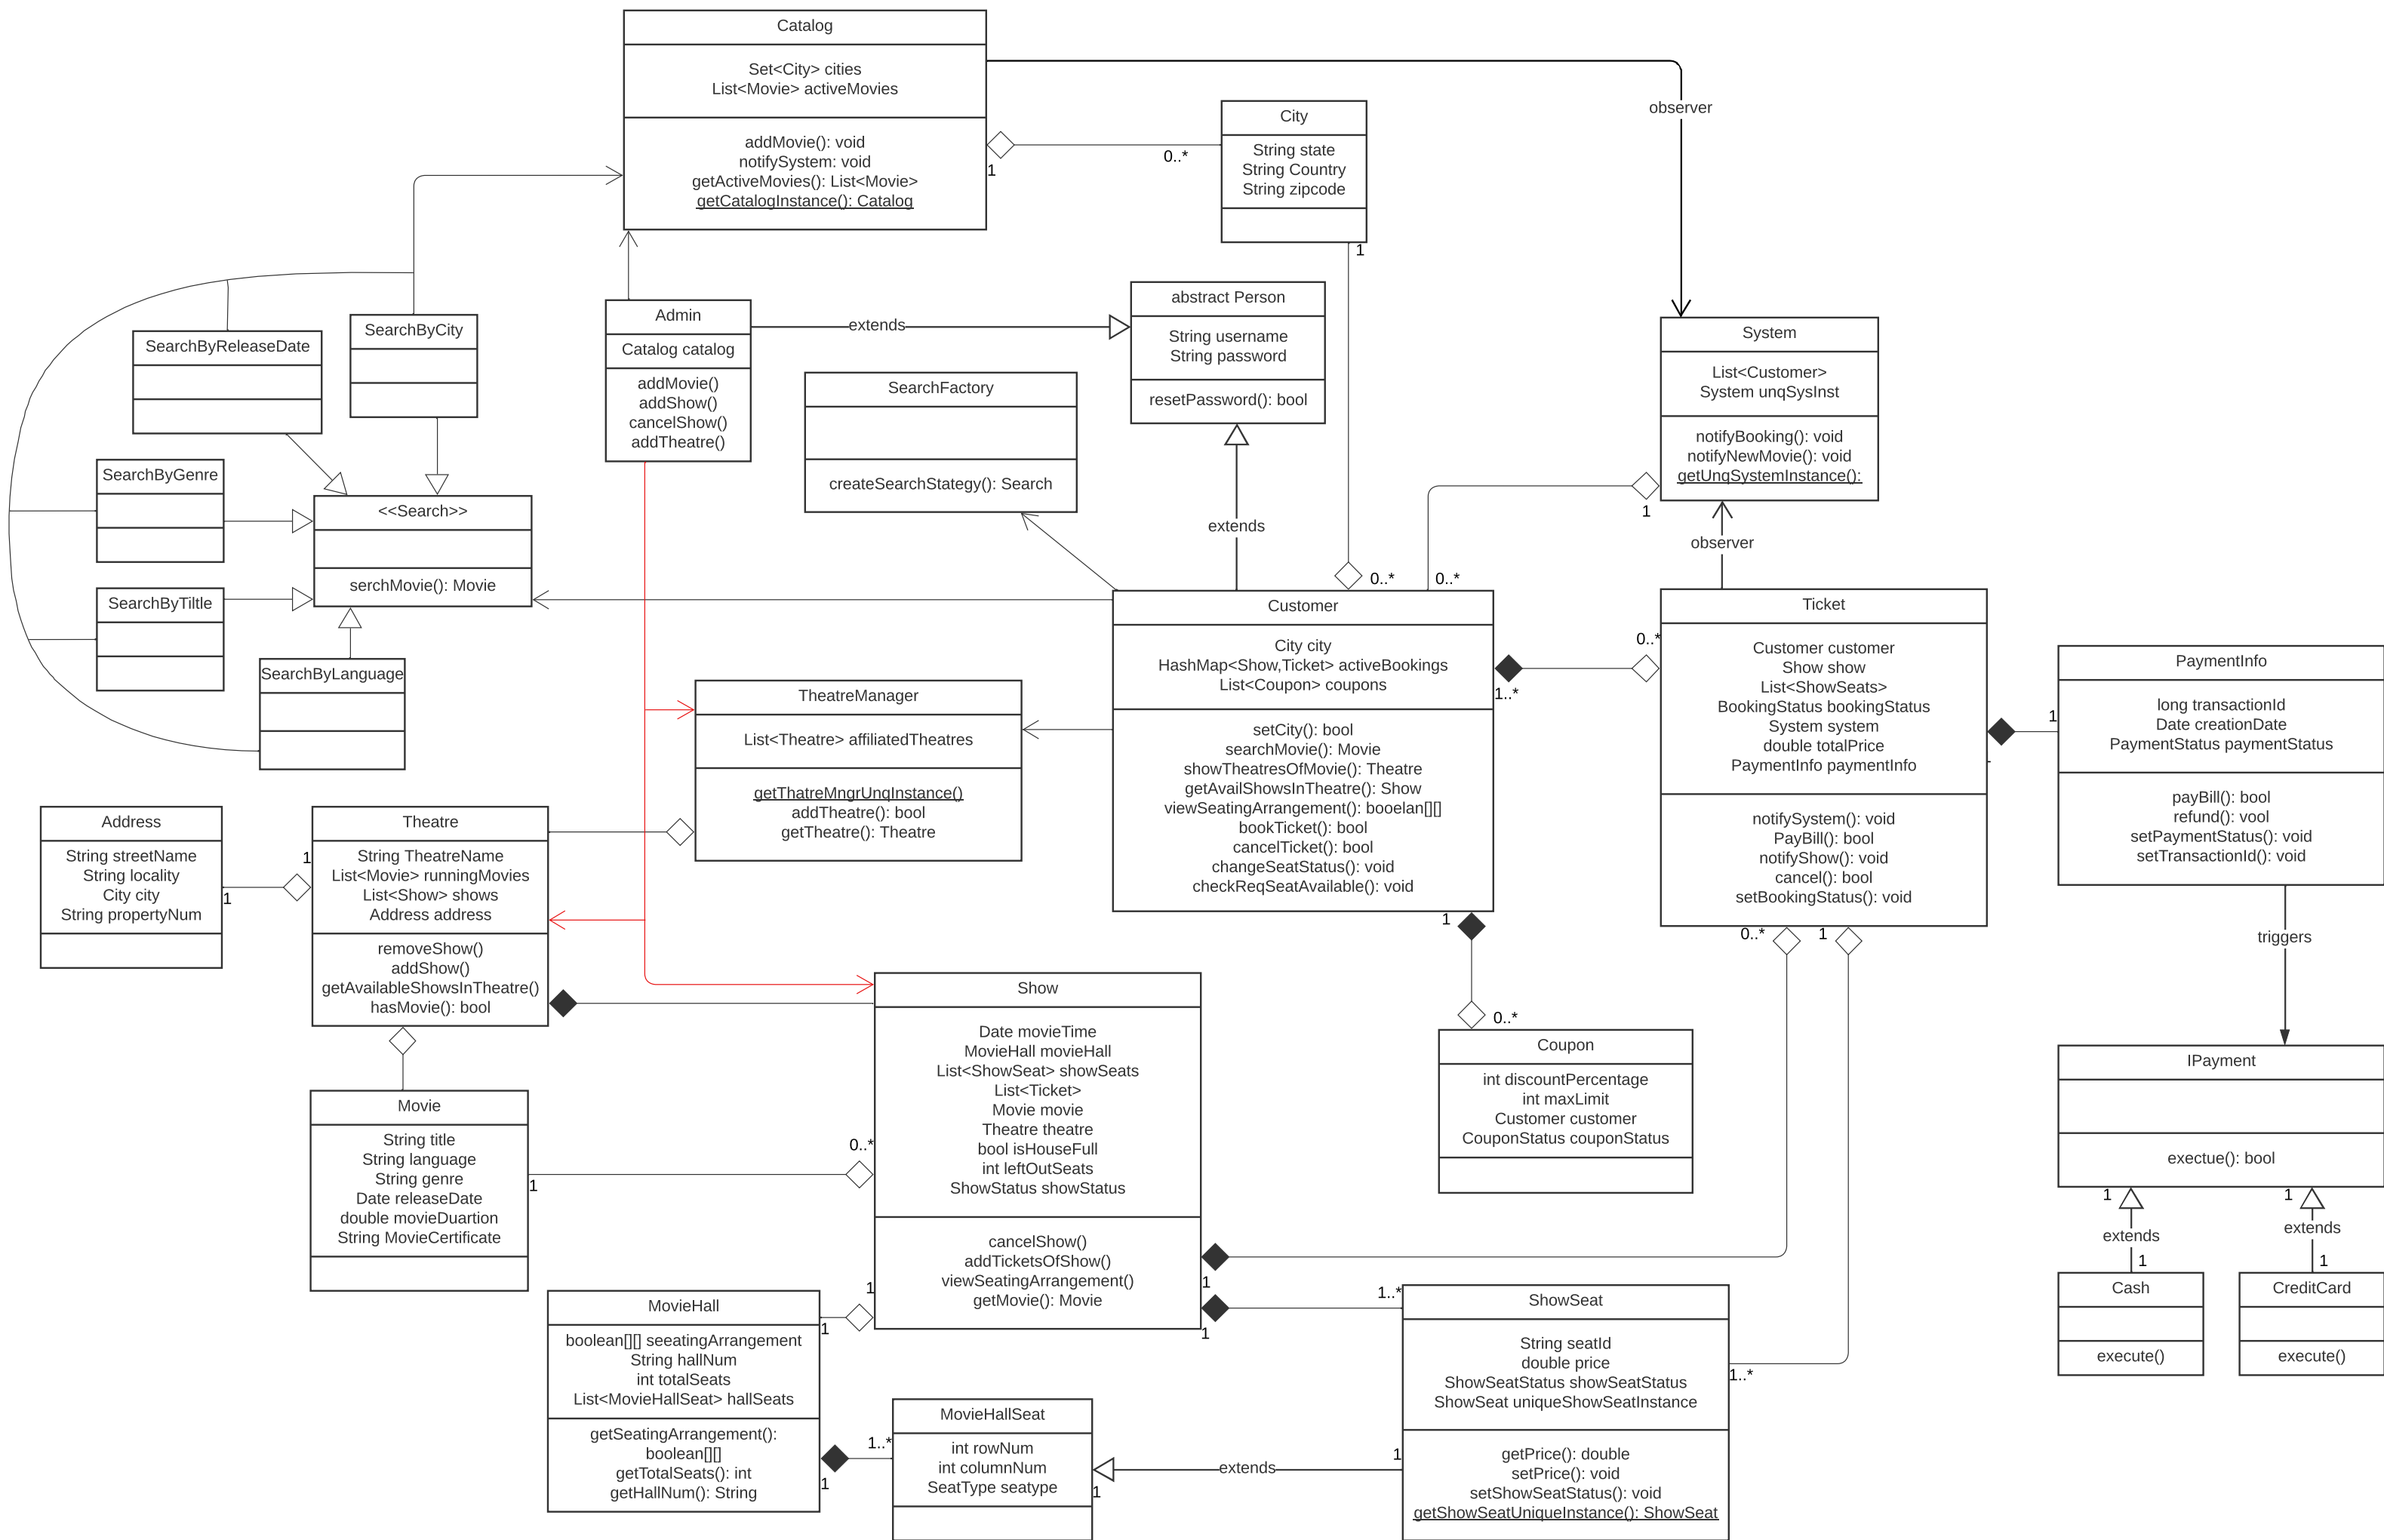 Catalog
Set<City> cities
List<Movie> activeMovies
addMovie(): void
notifySystem: void
getActiveMovies(): List<Movie>
getCatalogInstance(): Catalog
1
0..*
City
String state
String Country
String zipcode
1
observer
Admin
Catalog catalog
addMovie()
addShow()
cancelShow()
addTheatre()
extends
abstract Person
String username
String password
resetPassword(): bool
extends
System
List<Customer>
System unqSysInst
notifyBooking(): void
notifyNewMovie(): void
getUnqSystemInstance():
1
observer
SearchByReleaseDate
SearchByCity
SearchByGenre
SearchByTiltle
SearchByLanguage
<<Search>>
serchMovie(): Movie
SearchFactory
createSearchStategy(): Search
0..*
0..*
Customer
City city
HashMap<Show,Ticket> activeBookings
List<Coupon> coupons
setCity(): bool
searchMovie(): Movie
showTheatresOfMovie(): Theatre
getAvailShowsInTheatre(): Show
viewSeatingArrangement(): booelan[][]
bookTicket(): bool
cancelTicket(): bool
changeSeatStatus(): void
checkReqSeatAvailable(): void
1..*
0..*
1
Ticket
Customer customer
Show show
List<ShowSeats>
BookingStatus bookingStatus
System system
double totalPrice
PaymentInfo paymentInfo
notifySystem(): void
PayBill(): bool
notifyShow(): void
cancel(): bool
setBookingStatus(): void
0..*
1
1
PaymentInfo
long transactionId
Date creationDate
PaymentStatus paymentStatus
payBill(): bool
refund(): vool
setPaymentStatus(): void
setTransactionId(): void
triggers
TheatreManager
List<Theatre> affiliatedTheatres
getThatreMngrUnqInstance()
addTheatre(): bool
getTheatre(): Theatre
Address
String streetName
String locality
City city
String propertyNum
1
1
Theatre
String TheatreName
List<Movie> runningMovies
List<Show> shows
Address address
removeShow()
addShow()
getAvailableShowsInTheatre()
hasMovie(): bool
Movie
String title
String language
String genre
Date releaseDate
double movieDuartion
String MovieCertificate
1
0..*
Show
Date movieTime
MovieHall movieHall
List<ShowSeat> showSeats
List<Ticket>
Movie movie
Theatre theatre
bool isHouseFull
int leftOutSeats
ShowStatus showStatus
cancelShow()
addTicketsOfShow()
viewSeatingArrangement()
getMovie(): Movie
1
1
1
0..*
Coupon
int discountPercentage
int maxLimit
Customer customer
CouponStatus couponStatus
IPayment
exectue(): bool
1
1
extends
extends
1
1
Cash
execute()
CreditCard
execute()
MovieHall
boolean[][] seeatingArrangement
String hallNum
int totalSeats
List<MovieHallSeat> hallSeats
getSeatingArrangement():
boolean[][]
getTotalSeats(): int
getHallNum(): String
1
1
1..*
MovieHallSeat
int rowNum
int columnNum
SeatType seatype
1
extends
1
1..*
ShowSeat
String seatId
double price
ShowSeatStatus showSeatStatus
ShowSeat uniqueShowSeatInstance
getPrice(): double
setPrice(): void
setShowSeatStatus(): void
getShowSeatUniqueInstance(): ShowSeat
1..*